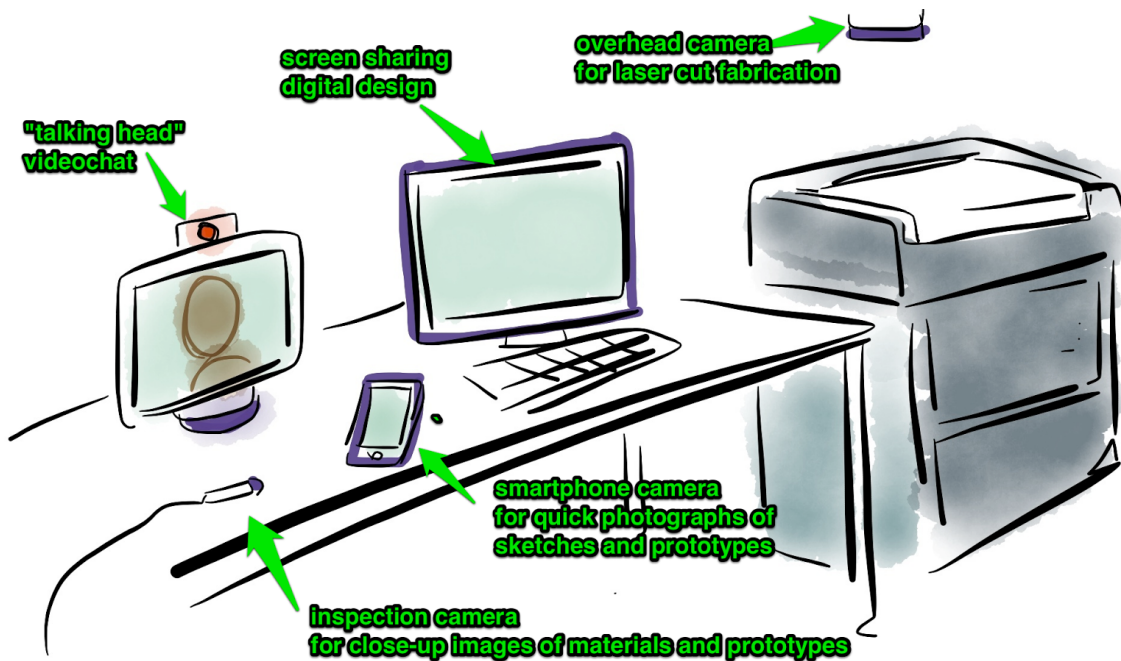 overhead camera
for laser cut fabrication
screen sharing
digital design
"talking head"
videochat
smartphone camera
for quick photographs of
sketches and prototypes
inspection camera
for close-up images of materials and prototypes